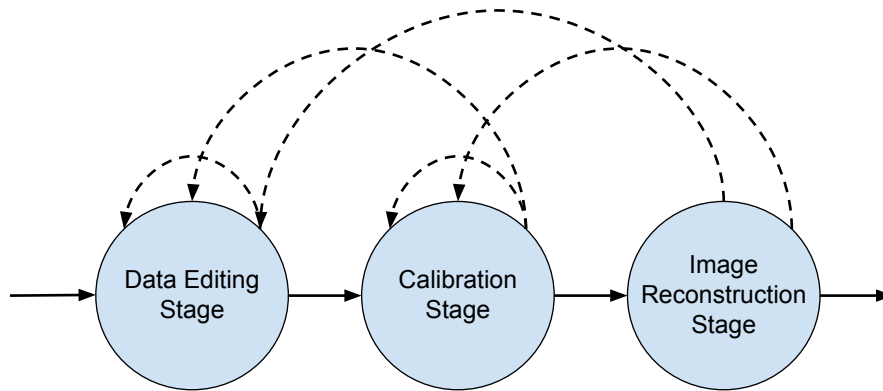 Data Editing
Stage
Calibration
Stage
Image
Reconstruction
Stage